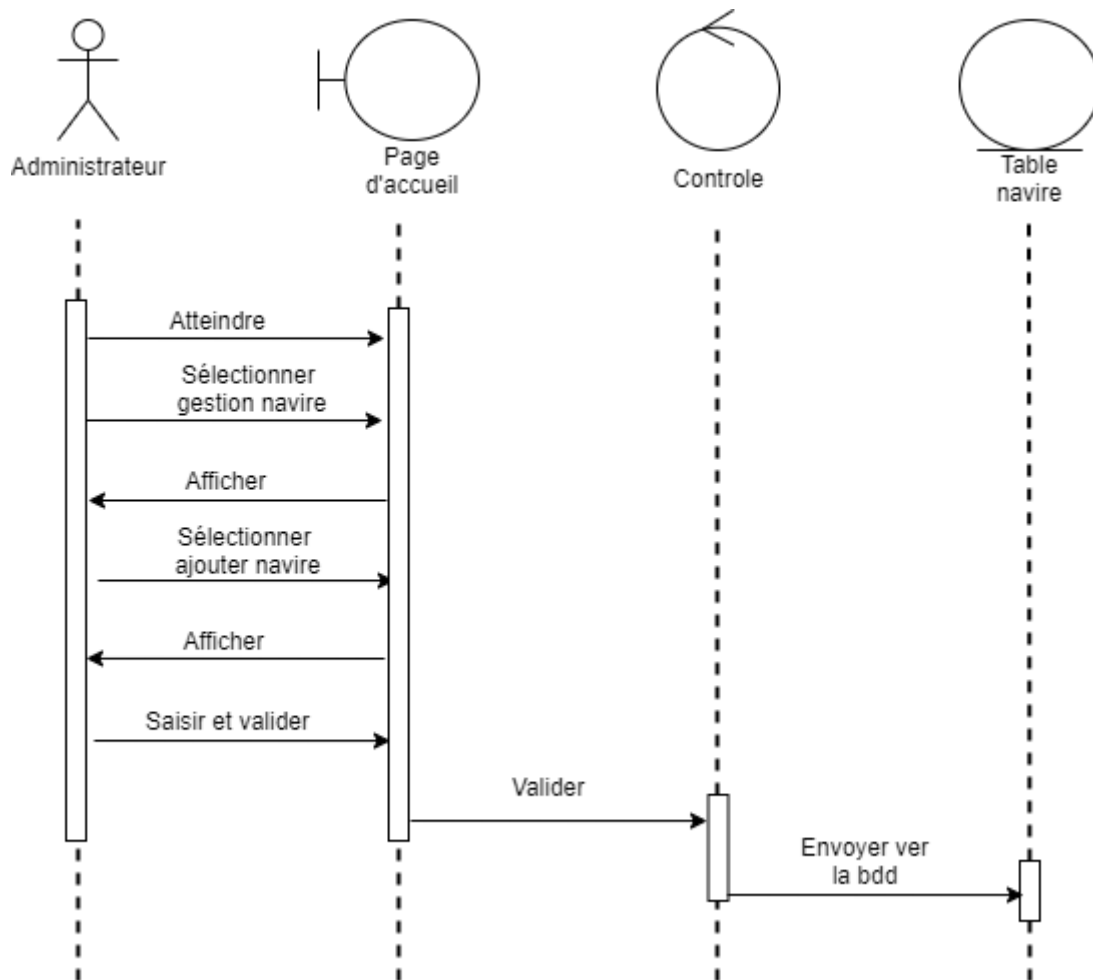 Administrateur
Page
d'accueil
Controle
Table
navire
Atteindre
Sélectionner
gestion navire
Afficher
Sélectionner
ajouter navire
Afficher
Saisir et valider
Valider
Envoyer ver
la bdd